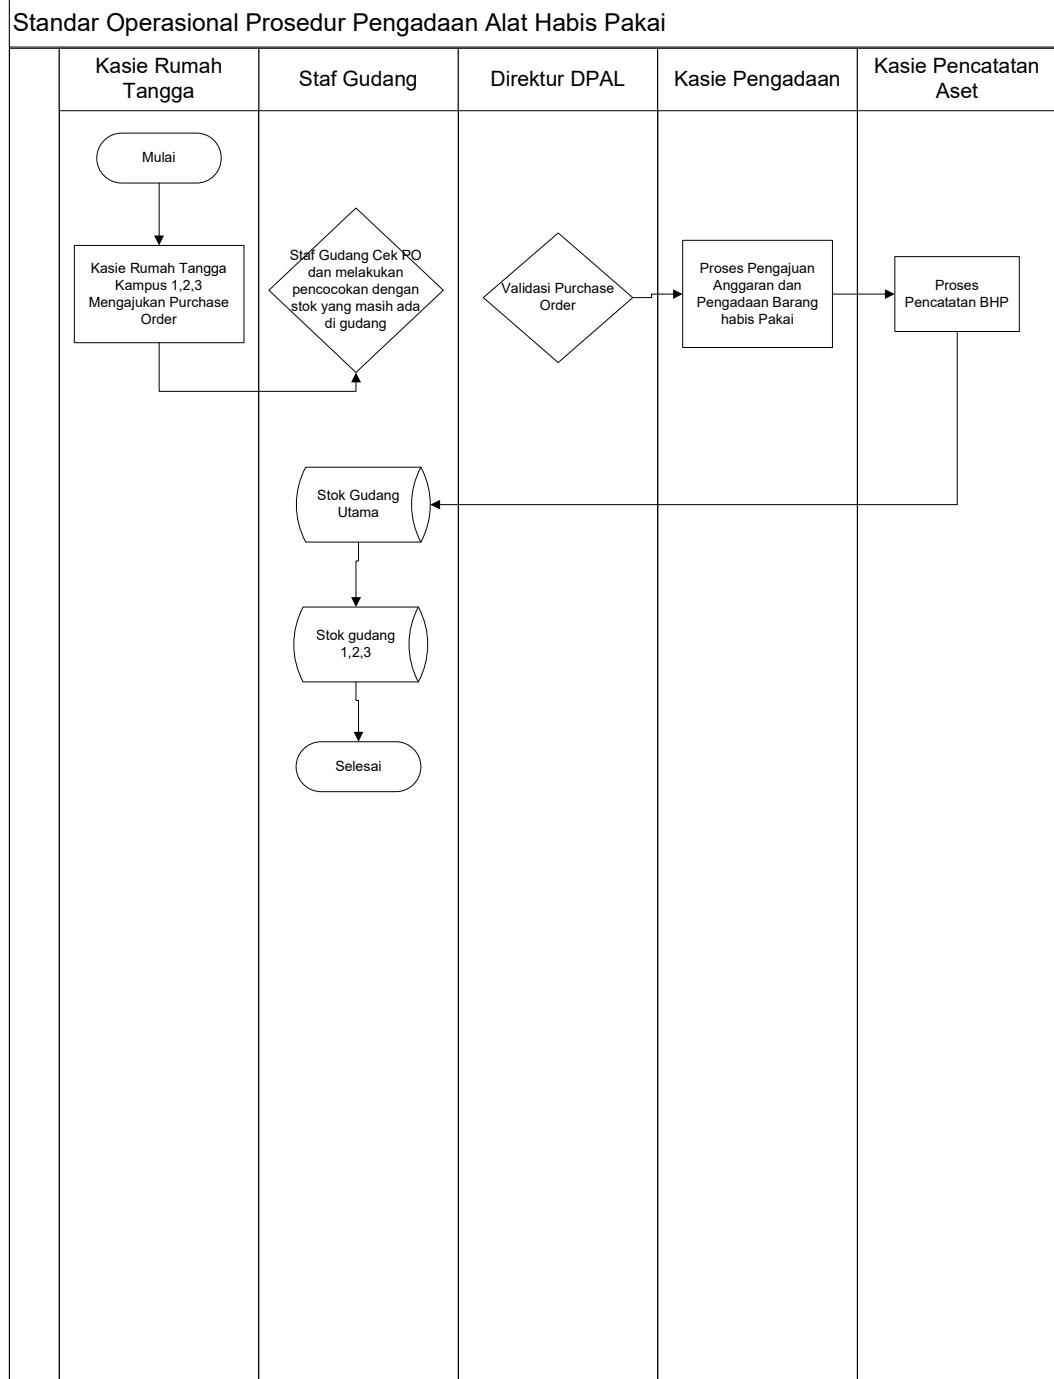 Standar Operasional Prosedur Pengadaan Alat Habis Pakai
Kasie Rumah
Tangga
Staf Gudang
Direktur DPAL
Kasie Pengadaan
Kasie Pencatatan
Aset
Mulai
Kasie Rumah Tangga
Kampus 1,2,3
Mengajukan Purchase
Order
Staf Gudang Cek PO
dan melakukan
pencocokan dengan
stok yang masih ada
di gudang
Validasi Purchase
Order
Proses Pengajuan
Anggaran dan
Pengadaan Barang
habis Pakai
Proses
Pencatatan BHP
Stok Gudang
Utama
Stok gudang
1,2,3
Selesai